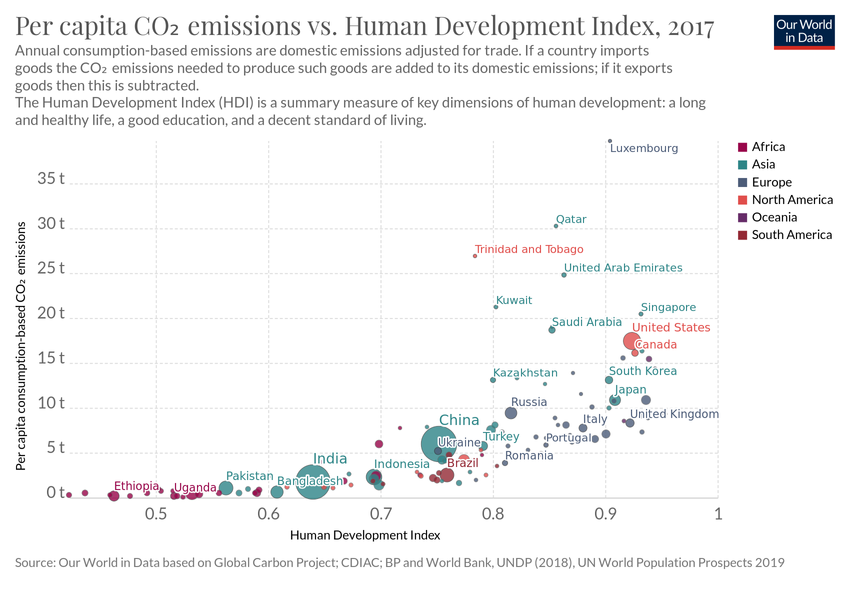 Per capita CO₂ emissions vs. Human Development Index, 2017
Our World
in Data
Annual consumption-based emissions are domestic emissions adjusted for trade. If a country imports
goods the CO₂ emissions needed to produce such goods are added to its domestic emissions; if it exports
goods then this is subtracted.
The Human Development Index (HDI) is a summary measure of key dimensions of human development: a long
and healthy life, a good education, and a decent standard of living.
Luxembourg
Africa
Asia
Europe
North America
Oceania
South America
35 t
30 t
25 t
20 t
15 t
10 t
5 t
0 t
Per capita consumption-based CO₂ emissions
Qatar
Trinidad and Tobago
United Arab Emirates
Kuwait
Singapore
Saudi Arabia
United States
Canada
Kazakhstan
South Korea
Japan
Russia
United Kingdom
China
Italy
Ukraine
Turkey
Portugal
Romania
India
Indonesia
Brazil
Pakistan
Bangladesh
Ethiopia
Uganda
0.5
0.6
0.7
0.8
0.9
1
Human Development Index
Source: Our World in Data based on Global Carbon Project; CDIAC; BP and World Bank, UNDP (2018), UN World Population Prospects 2019